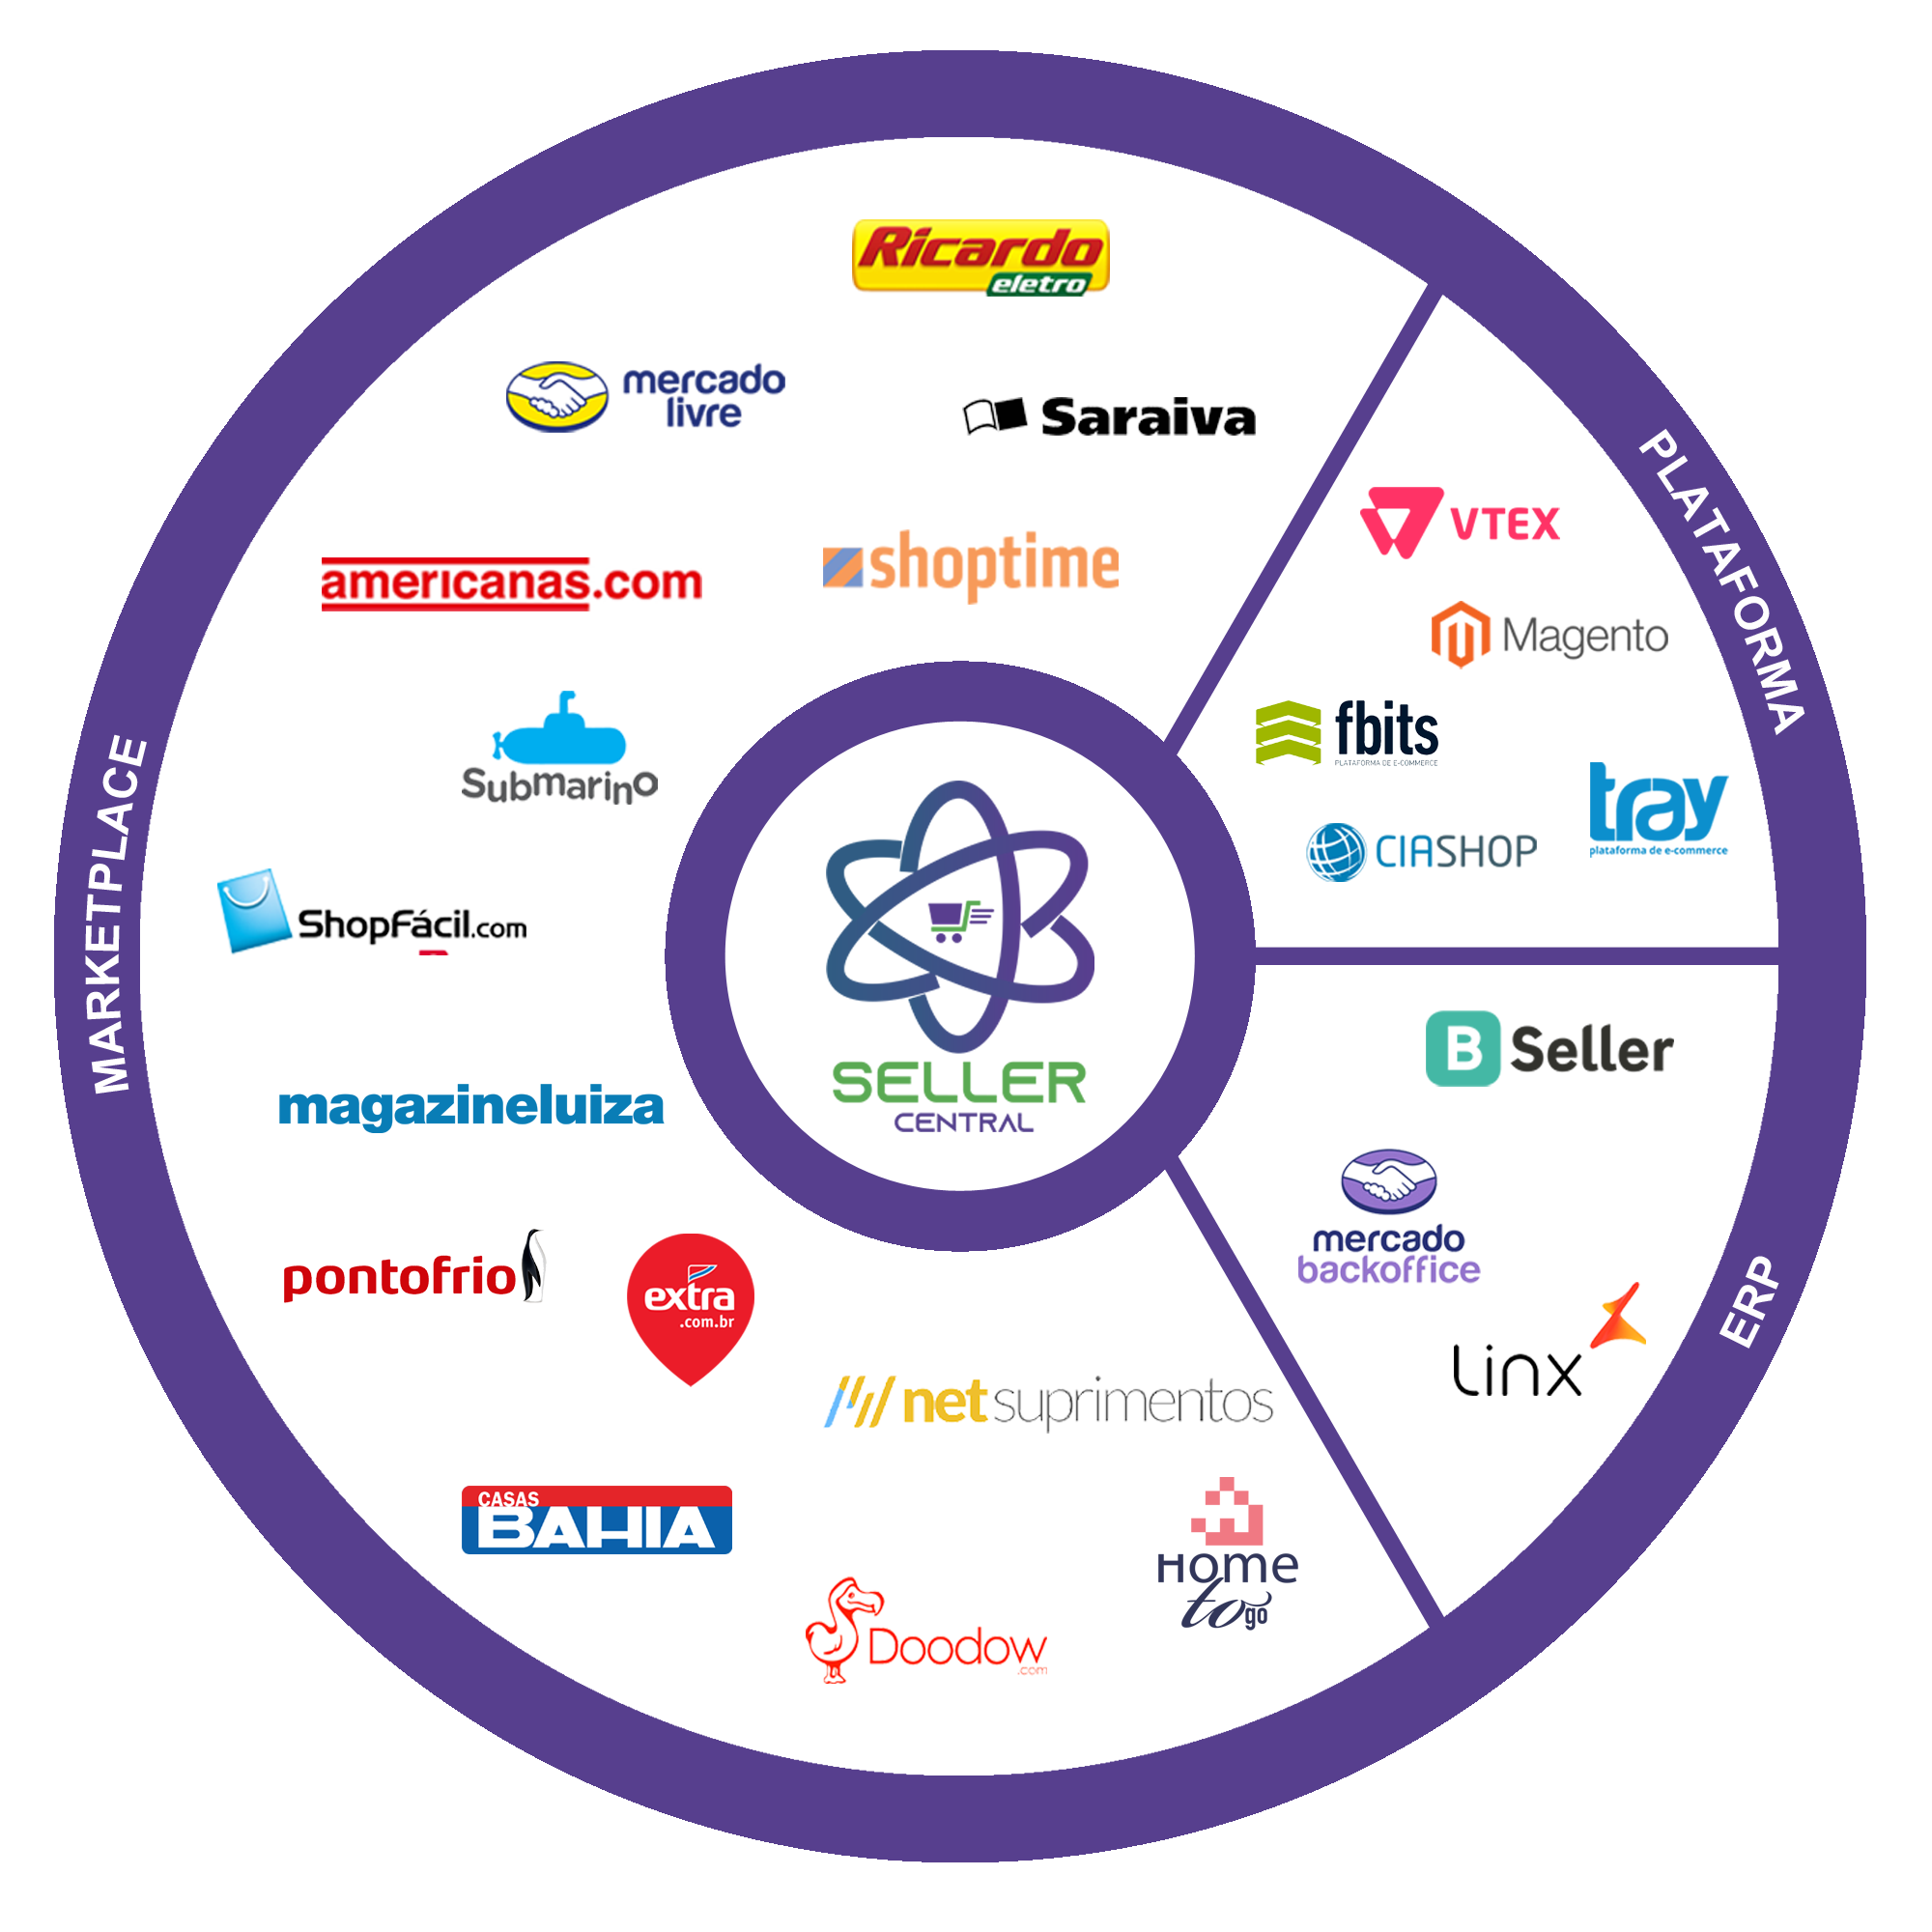 Ricardo
eletro
mercado
livre
Saraiva
americanas.com
shoptime
Submarino
ShopFácil.com
magazineluiza
pontofrio
extra
.com.br
net suprimentos
CASAS
BAHIA
HOMe
to go
Doodow
.com
MARKETPLACE
SELLER
CENTRAL
PLATAFORMA
VTEX
Magento
fbits
PLATAFORMA DE E-COMMERCE
tray
plataforma de e-commerce
CIASHOP
ERP
B Seller
mercado
backoffice
Linx